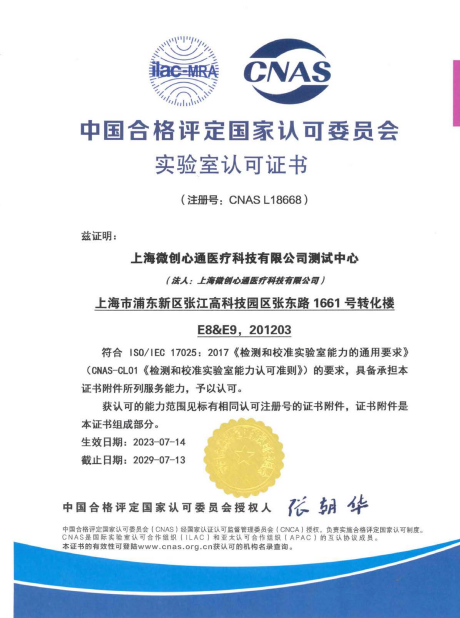 ilac-MRA
CNAS
中国合格评定国家认可委员会
实验室认可证书
（注册号：CNAS L18668）
兹证明：
上海微创心通医疗科技有限公司测试中心
（法人：上海微创心通医疗科技有限公司）
上海市浦东新区张江高科技园区张东路 1661 号转化楼
E8&E9，201203
符合 ISO/IEC 17025：2017《检测和校准实验室能力的通用要求》
（CNAS-CL01《检测和校准实验室能力认可准则》）的要求，具备承担本
证书附件所列服务能力，予以认可。
获认可的能力范围见标有相同认可注册号的证书附件，证书附件是
本证书组成部分。
生效日期：2023-07-14
截止日期：2029-07-13
中国合格评定国家认可委员会授权人 张朝华
中国合格评定国家认可委员会（CNAS）经国家认证认可监督管理委员会（CNCA）授权，负责实施合格评定国家认可制度。
CNAS是国际实验室认可合作组织（ILAC）和亚太认可合作组织（APAC）的互认协议成员。
本证书的有效性可登陆www.cnas.org.cn获认可的机构名录查询。